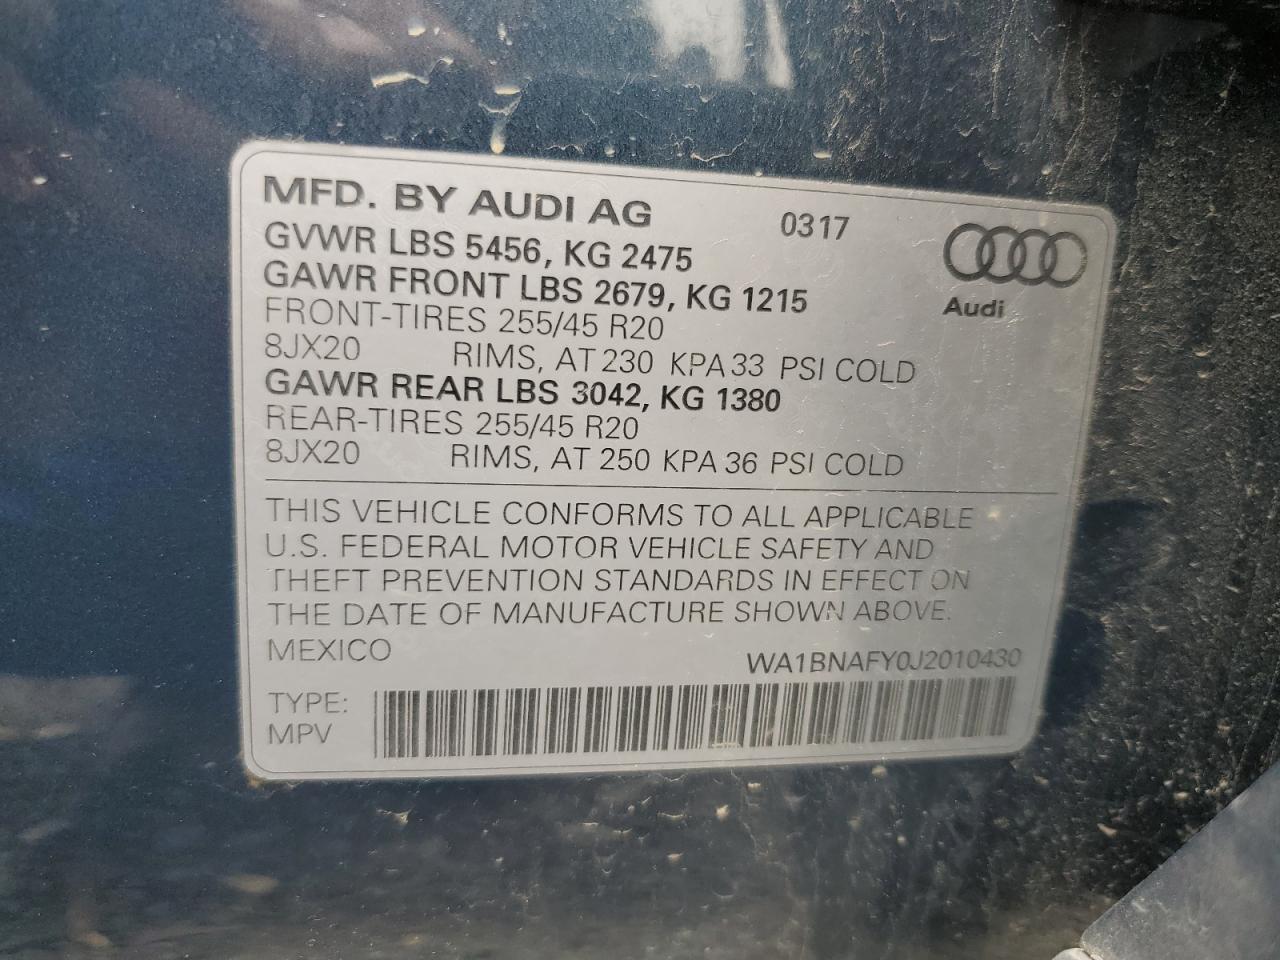 MFD. BY AUDI AG 0317
GVWR LBS 5456, KG 2475
GAWR FRONT LBS 2679, KG 1215
Audi
FRONT-TIRES 255/45 R20
8JX20 RIMS, AT 230 KPA 33 PSI COLD
GAWR REAR LBS 3042, KG 1380
REAR-TIRES 255/45 R20
8JX20 RIMS, AT 250 KPA 36 PSI COLD
THIS VEHICLE CONFORMS TO ALL APPLICABLE
U.S. FEDERAL MOTOR VEHICLE SAFETY AND
THEFT PREVENTION STANDARDS IN EFFECT ON
THE DATE OF MANUFACTURE SHOWN ABOVE.
MEXICO WA1BNAFY0J2010430
TYPE:
MPV